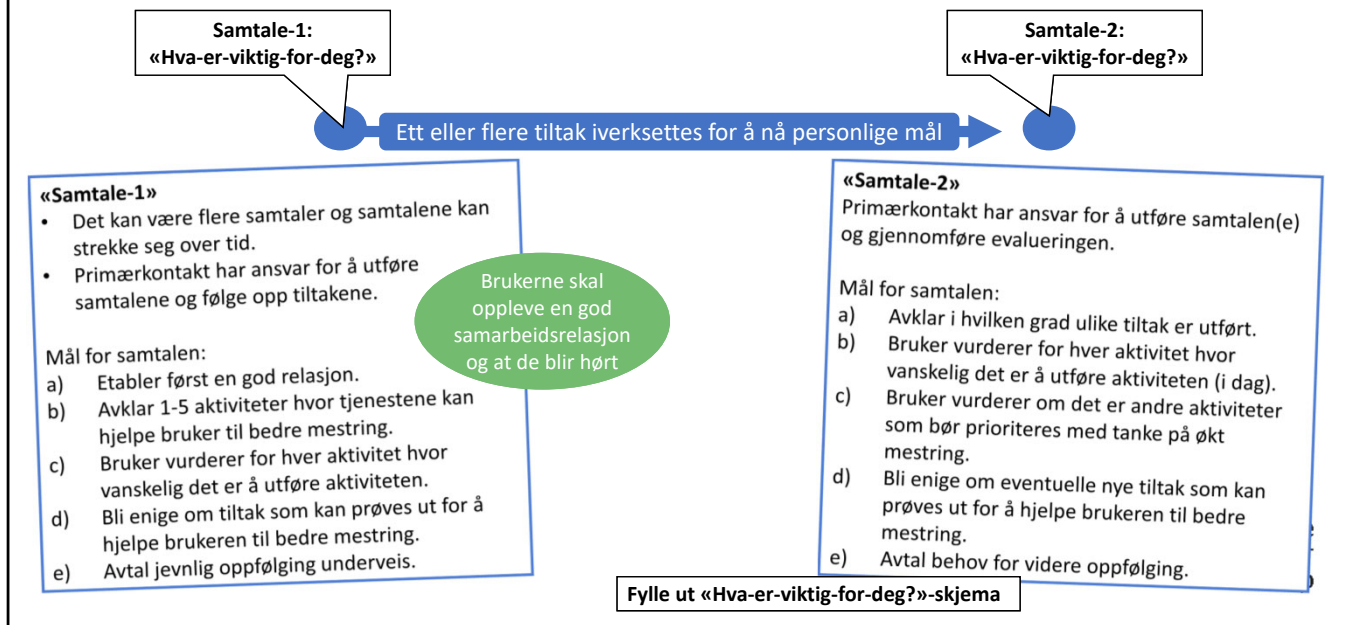 Samtale-1:
«Hva-er-viktig-for-deg?»
Samtale-2:
«Hva-er-viktig-for-deg?»
Ett eller flere tiltak iverksettes for å nå personlige mål
«Samtale-1»
• Det kan være flere samtaler og samtalene kan
strekke seg over tid.
• Primærkontakt har ansvar for å utføre
samtalene og følge opp tiltakene.
Mål for samtalen:
a) Etabler først en god relasjon.
b) Avklar 1-5 aktiviteter hvor tjenestene kan
hjelpe bruker til bedre mestring.
c) Bruker vurderer for hver aktivitet hvor
vanskelig det er å utføre aktiviteten.
d) Bli enige om tiltak som kan prøves ut for å
hjelpe brukeren til bedre mestring.
e) Avtal jevnlig oppfølging underveis.
Brukerne skal
oppleve en god
samarbeidsrelasjon
og at de blir hørt
«Samtale-2»
Primærkontakt har ansvar for å utføre samtalen(e)
og gjennomføre evalueringen.
Mål for samtalen:
a) Avklar i hvilken grad ulike tiltak er utført.
b) Bruker vurderer for hver aktivitet hvor
vanskelig det er å utføre aktiviteten (i dag).
c) Bruker vurderer om det er andre aktiviteter
som bør prioriteres med tanke på økt
mestring.
d) Bli enige om eventuelle nye tiltak som kan
prøves ut for å hjelpe brukeren til bedre
mestring.
e) Avtal behov for videre oppfølging.
Fylle ut «Hva-er-viktig-for-deg?»-skjema